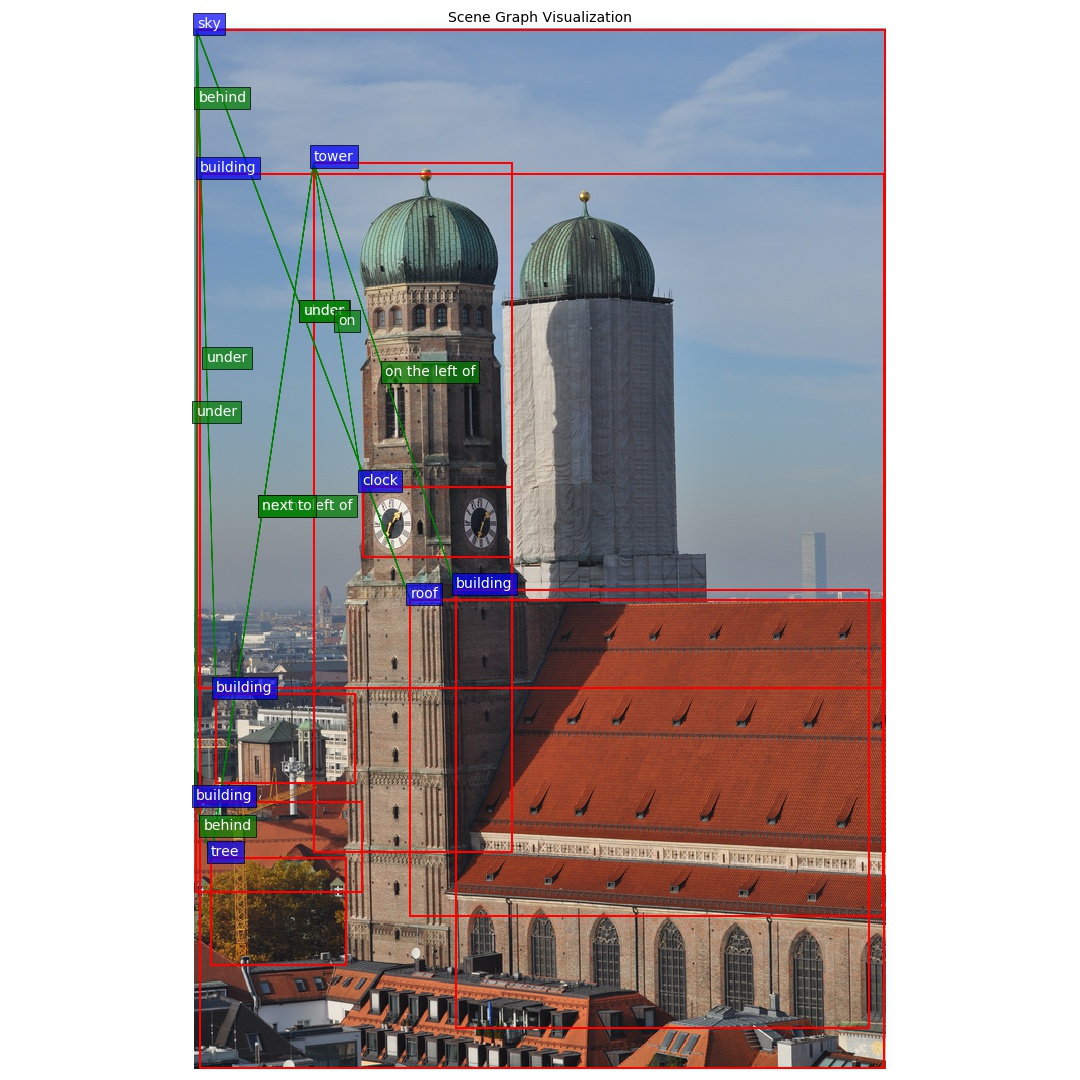 Scene Graph Visualization
sky
behind
tower
building
under
on
under
on the left of
under
clock
next to
left of
building
roof
building
building
behind
tree